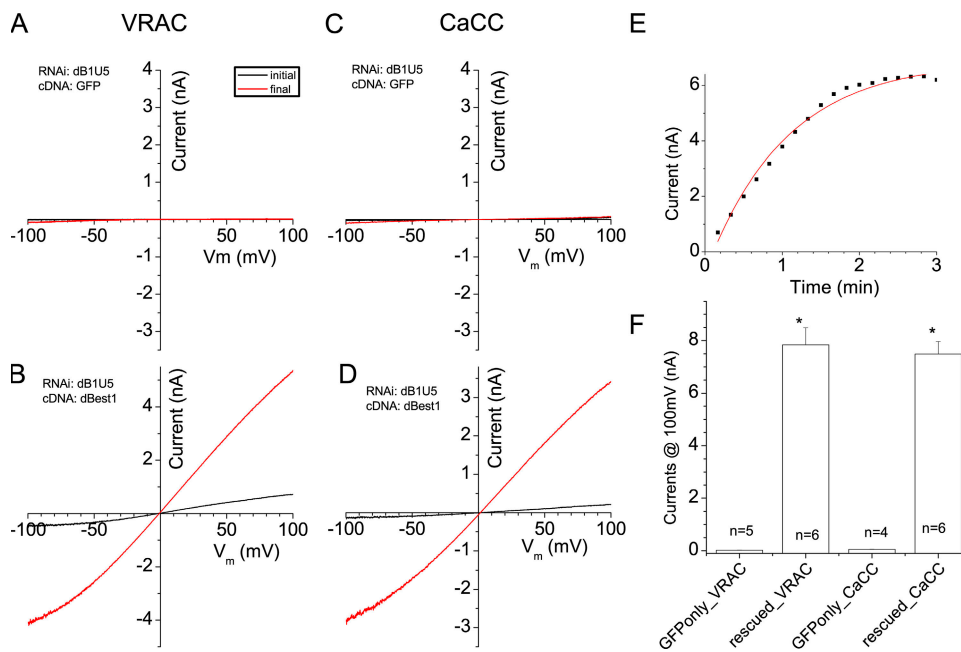 A
VRAC
RNAi: dB1U5
cDNA: GFP
initial
final
Current (nA)
4
3
2
1
0
-1
-2
-3
-100
-50
50
100
Vm (mV)
C
CaCC
RNAi: dB1U5
cDNA: GFP
Current (nA)
4
3
2
1
0
-1
-2
-3
-100
-50
50
100
Vm (mV)
B
RNAi: dB1U5
cDNA: dBest1
Current (nA)
4
2
-2
-4
-100
-50
50
100
Vm (mV)
D
RNAi: dB1U5
cDNA: dBest1
Current (nA)
3
2
1
-1
-2
-3
-100
-50
50
100
Vm (mV)
E
Current (nA)
6
4
2
0
0
1
2
3
Time (min)
F
Currents @ 100mV (nA)
8
6
4
2
0
*
*
n=5
n=6
n=4
n=6
GFPonly_VRAC
rescued_VRAC
GFPonly_CaCC
rescued_CaCC